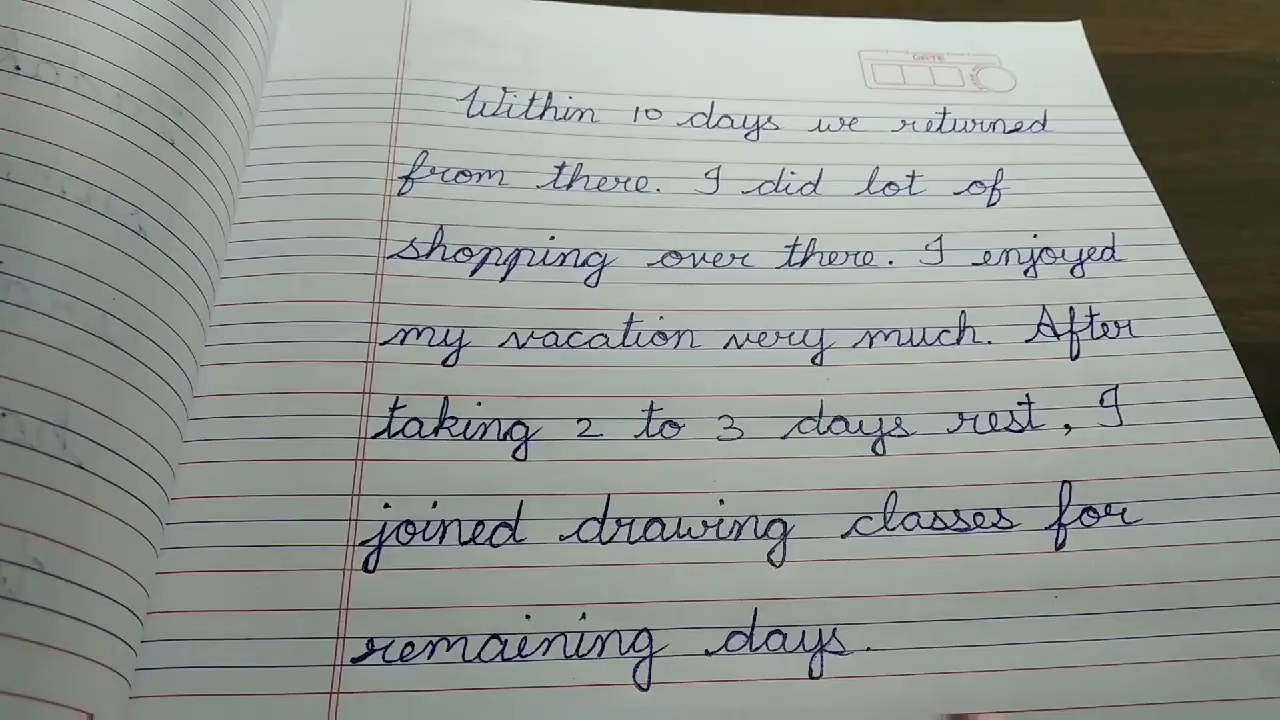 DATE
Within 10 days we returned
from there. I did lot of
shopping over there. I enjoyed
my vacation very much. After
taking 2 to 3 days rest, I
joined drawing classes for
remaining days.